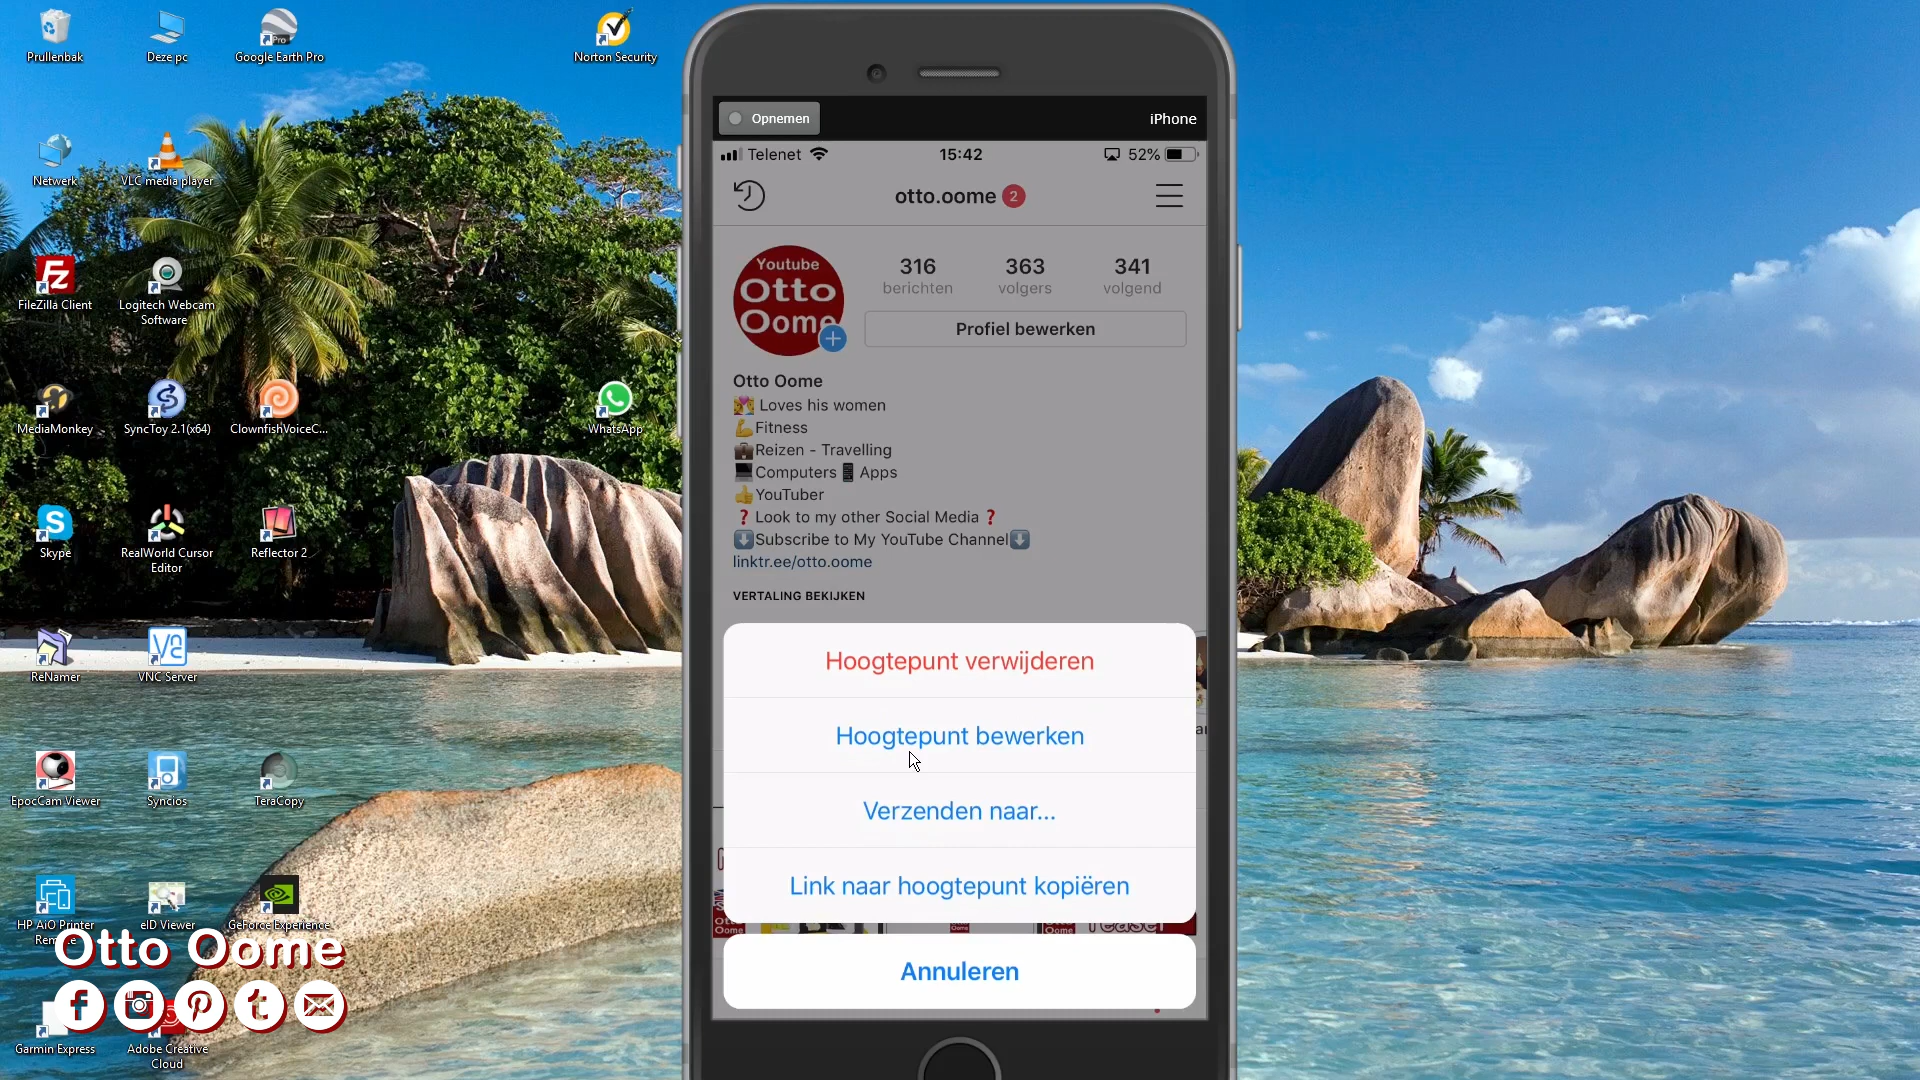 Prullenbak
Deze pc
Google Earth Pro
Norton Security
Netwerk
VLC media player
FileZilla Client
Logitech Webcam
Software
MediaMonkey
SyncToy 2.1(x64)
ClownfishVoiceC...
WhatsApp
Skype
RealWorld Cursor
Editor
Reflector 2
ReNamer
VNC Server
EpocCam Viewer
Syncios
TeraCopy
HP AiO Printer
eID Viewer
GeForce Experience
Otto Oome
Garmin Express
Adobe Creative
Cloud
Opnemen
iPhone
Telenet
15:42
52%
otto.oome 2
Youtube
Otto
Oome
316
berichten
363
volgers
341
volgend
Profiel bewerken
Otto Oome
Loves his women
Fitness
Reizen - Travelling
Computers Apps
YouTuber
❓ Look to my other Social Media ❓
Subscribe to My YouTube Channel
linktr.ee/otto.oome
VERTALING BEKIJKEN
Hoogtepunt verwijderen
Hoogtepunt bewerken
Verzenden naar...
Link naar hoogtepunt kopiëren
Annuleren